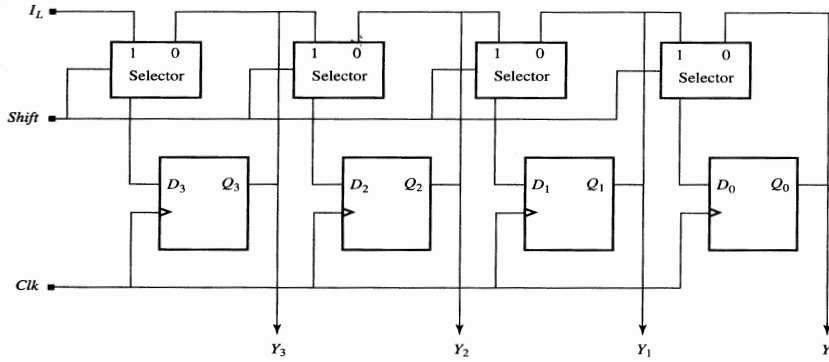 I_L
1 0 1 0 1 0 1 0
Selector Selector Selector Selector
Shift
D_3 Q_3 D_2 Q_2 D_1 Q_1 D_0 Q_0
Clk
Y_3 Y_2 Y_1 Y